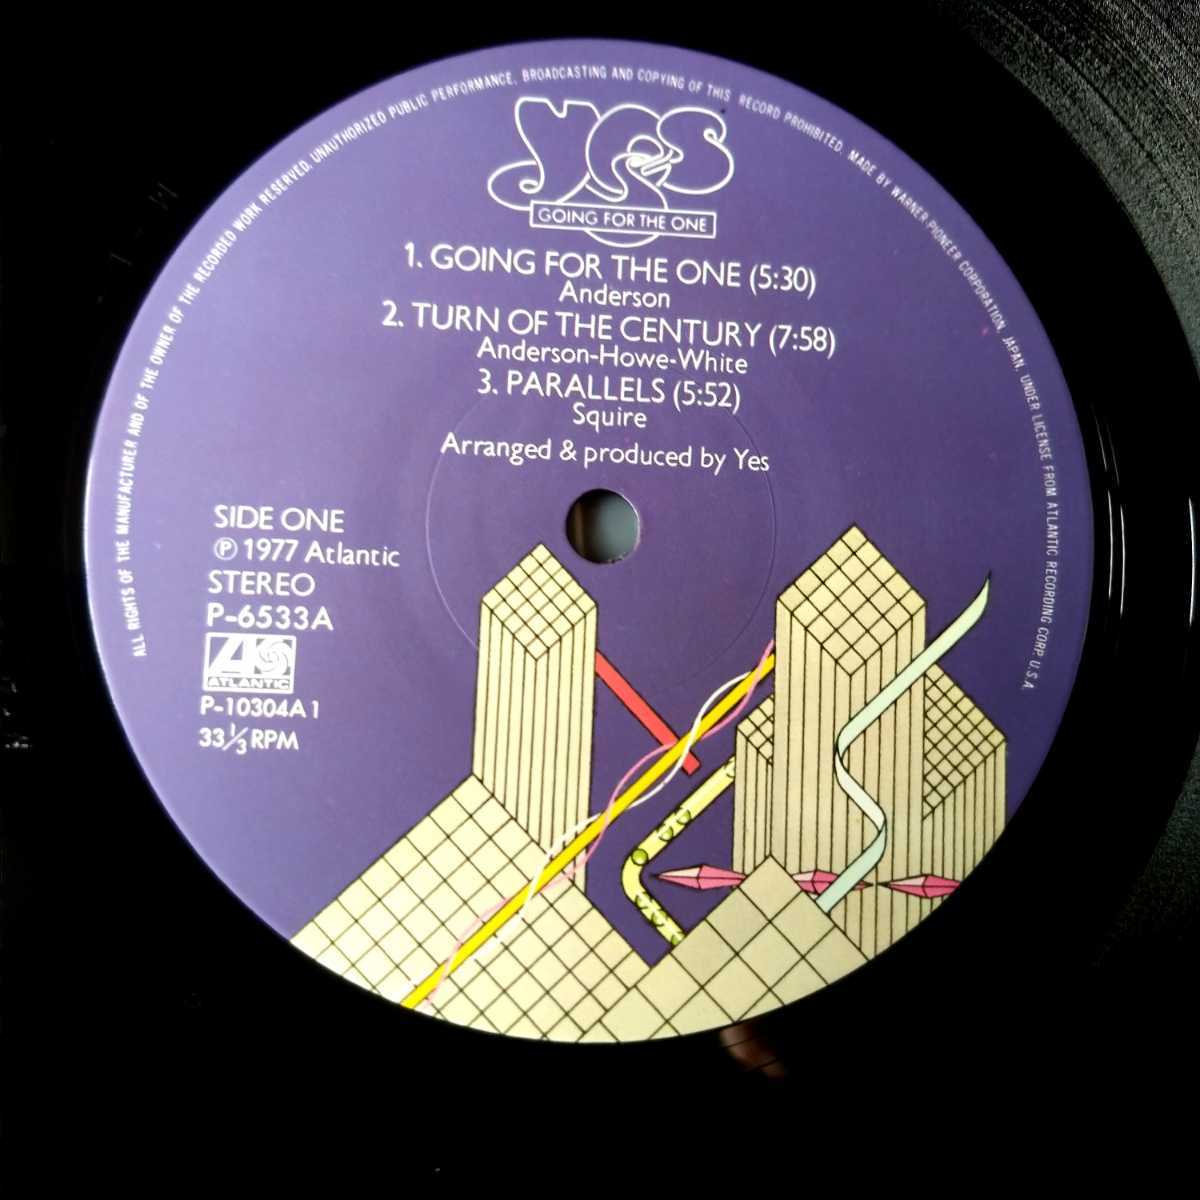 ALL RIGHTS OF THE MANUFACTURER AND OF THE OWNER OF THE RECORDED WORK RESERVED. UNAUTHORIZED PUBLIC PERFORMANCE, BROADCASTING AND COPYING OF THIS RECORD PROHIBITED. MADE BY WARNER-PIONEER CORPORATION, JAPAN, UNDER LICENSE FROM ATLANTIC RECORDING CORP. U.S.A.
Yes
GOING FOR THE ONE
1. GOING FOR THE ONE (5:30)
Anderson
2. TURN OF THE CENTURY (7:58)
Anderson-Howe-White
3. PARALLELS (5:52)
Squire
Arranged & produced by Yes
SIDE ONE
℗ 1977 Atlantic
STEREO
P-6533A
ATLANTIC
P-10304A1
33⅓ RPM